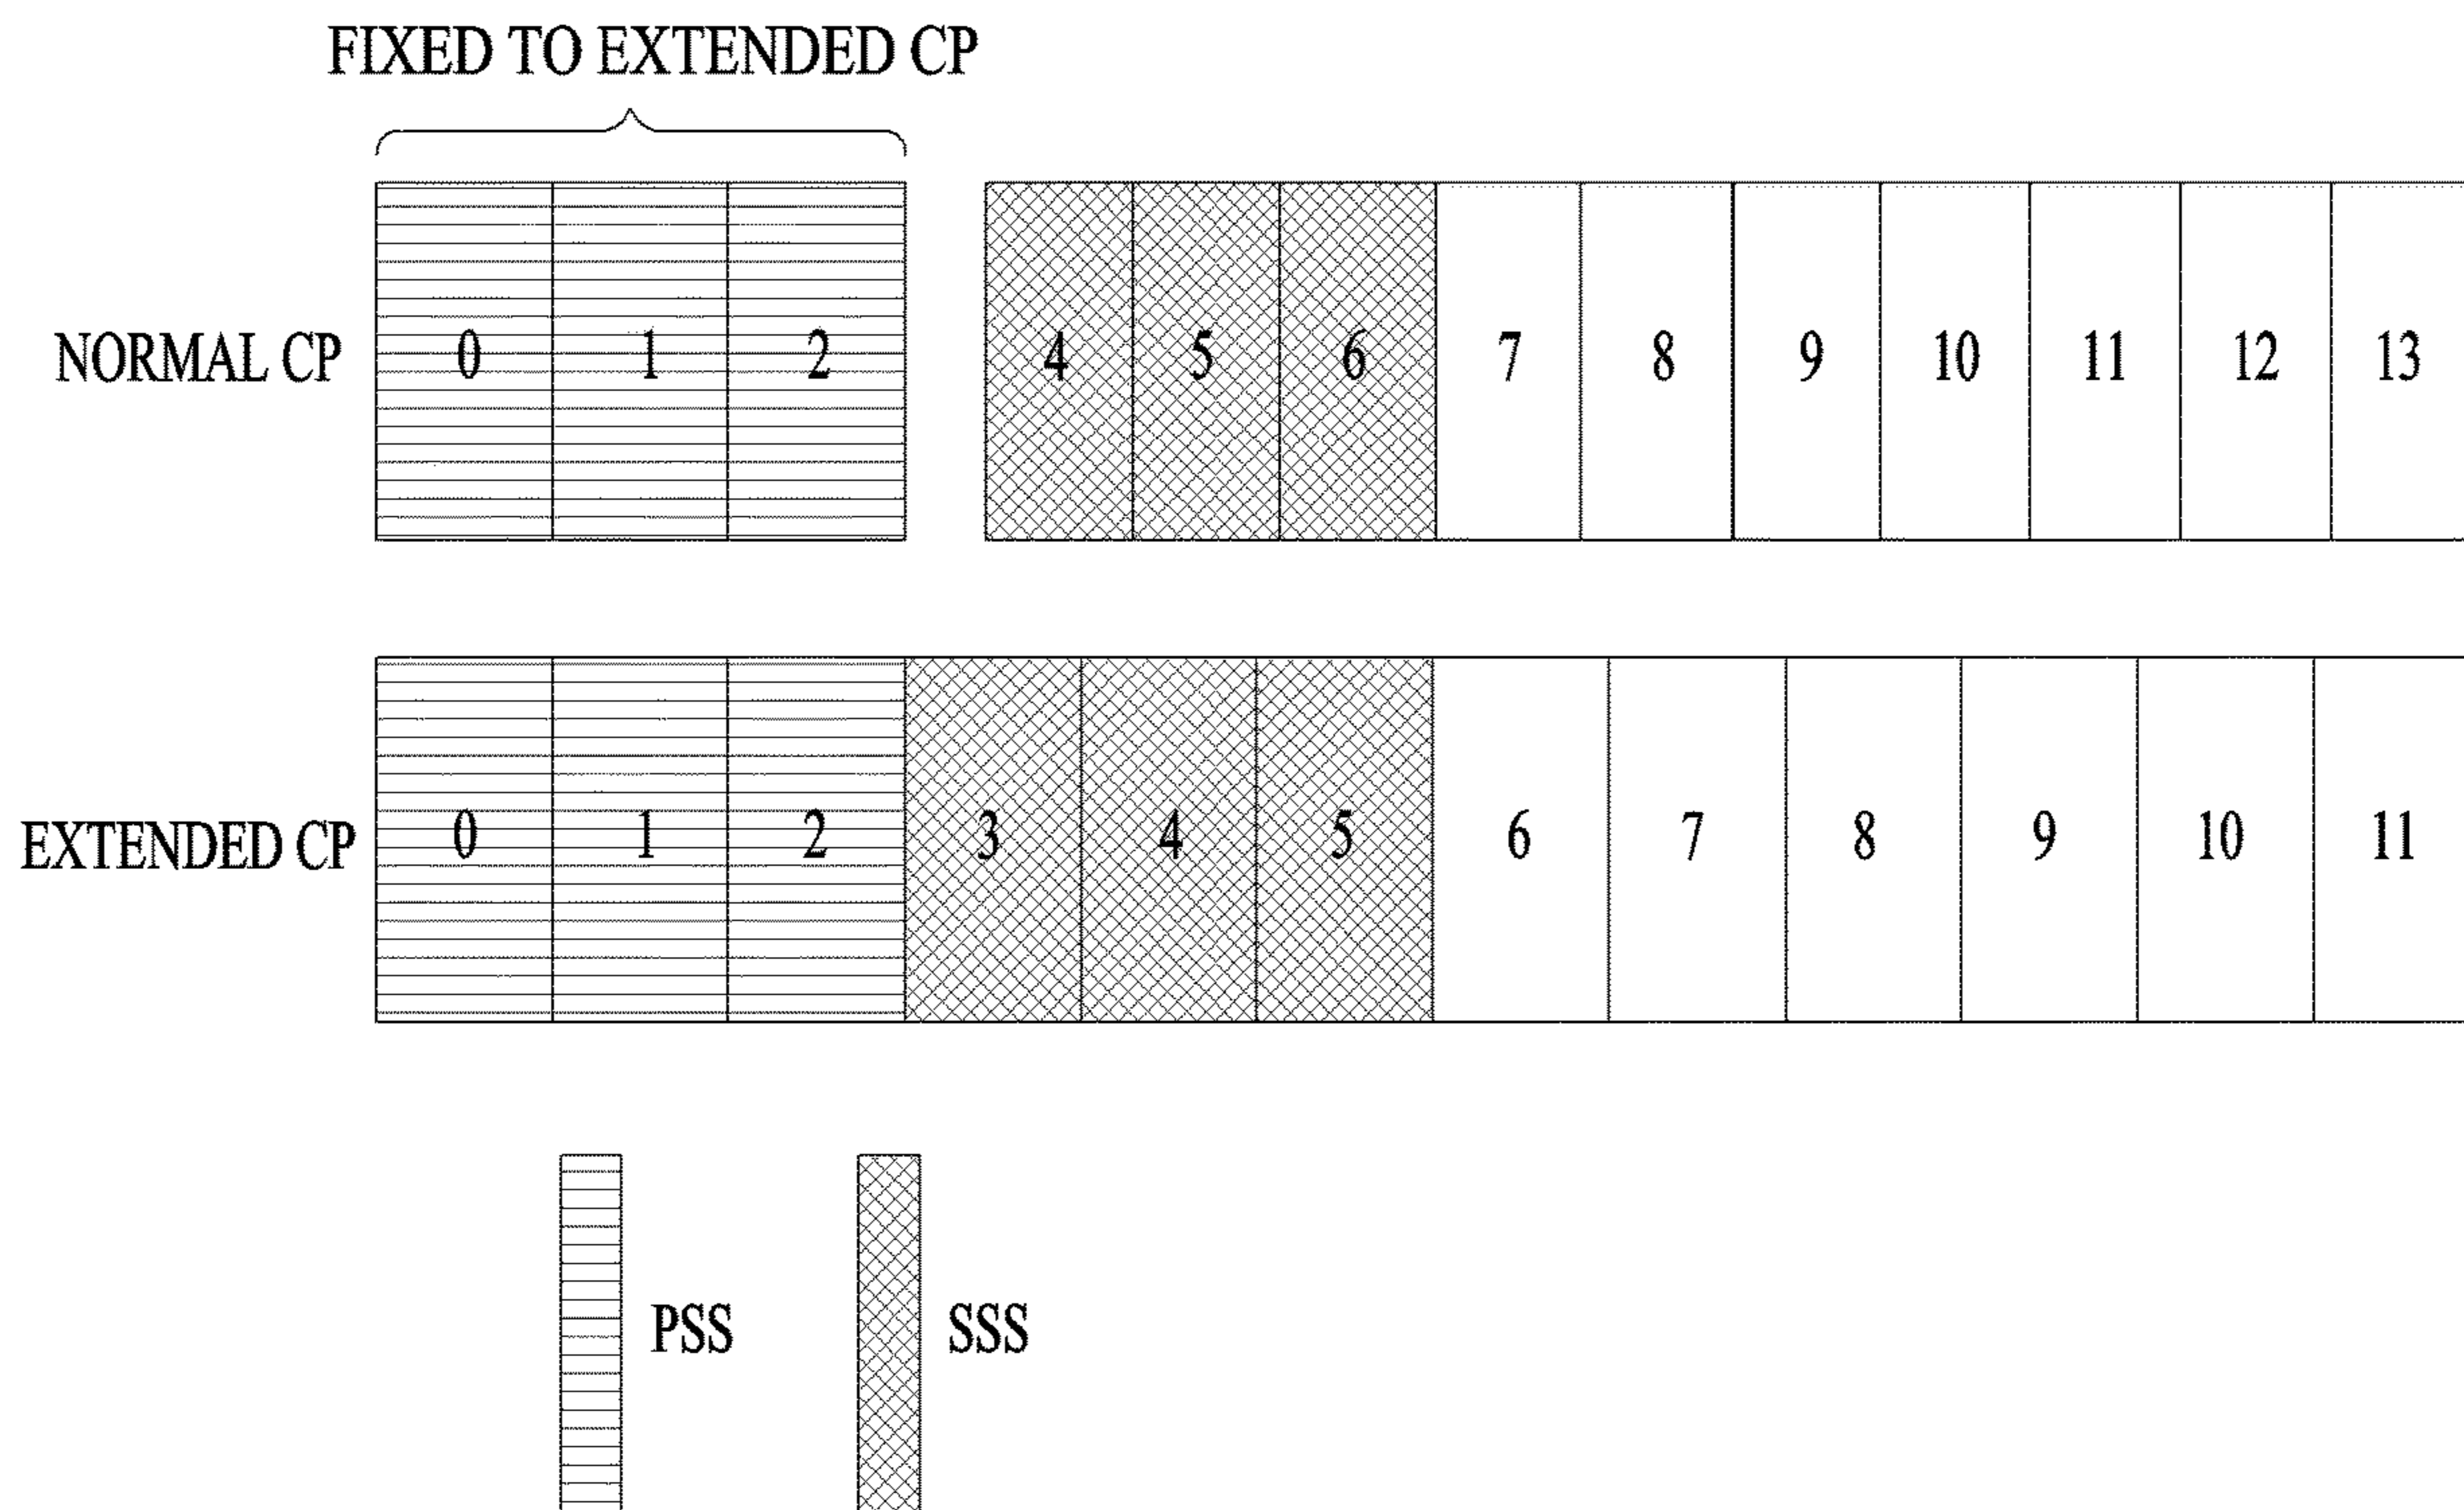 FIXED TO EXTENDED CP
NORMAL CP 0 1 2 4 5 6 7 8 9 10 11 12 13
EXTENDED CP 0 1 2 3 4 5 6 7 8 9 10 11
PSS SSS